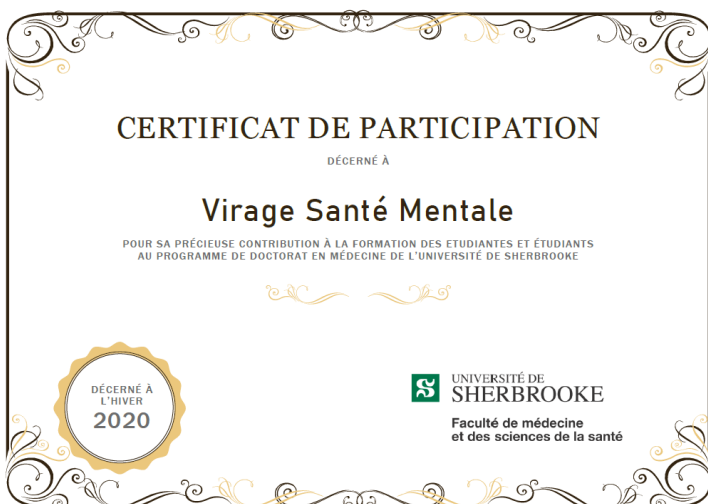 CERTIFICAT DE PARTICIPATION
DÉCERNÉ À
Virage Santé Mentale
POUR SA PRÉCIEUSE CONTRIBUTION À LA FORMATION DES ETUDIANTES ET ÉTUDIANTS
AU PROGRAMME DE DOCTORAT EN MÉDECINE DE L'UNIVERSITÉ DE SHERBROOKE
DÉCERNÉ À
L'HIVER
2020
UNIVERSITÉ DE
SHERBROOKE
Faculté de médecine
et des sciences de la santé